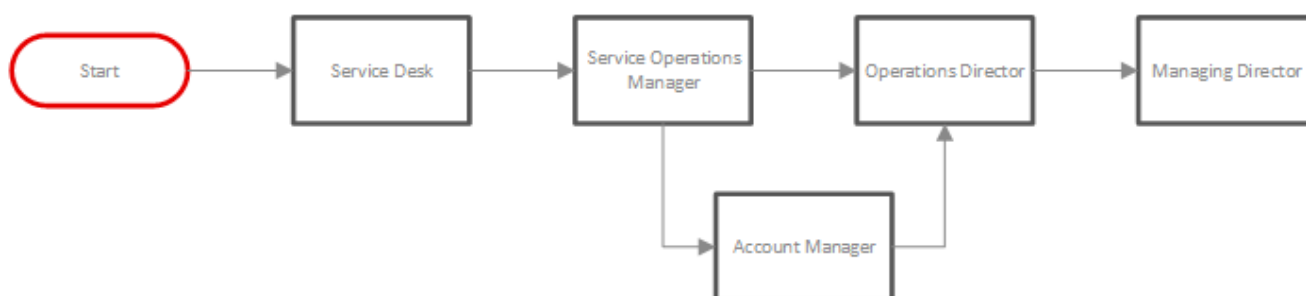 Start
Service Desk
Service Operations
Manager
Operations Director
Managing Director
Account Manager